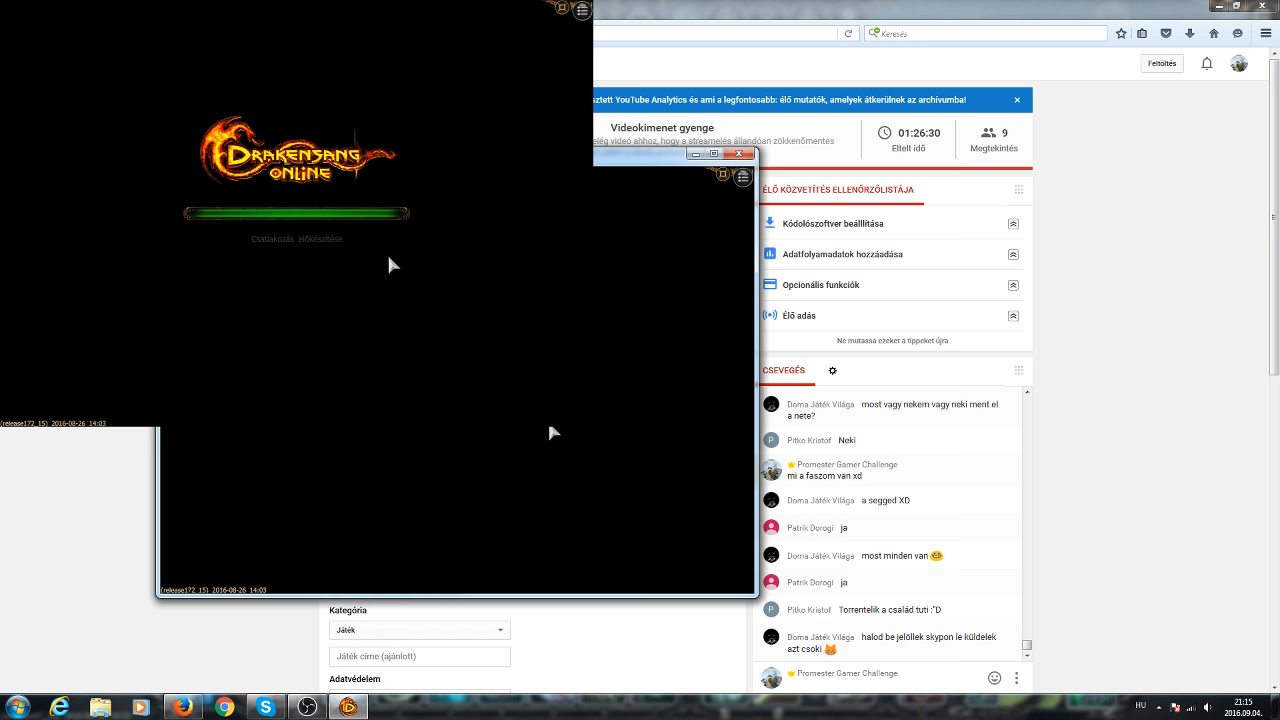 DRAKENSANG
ONLINE
Csatlakozás előkészítése
(release172_15) 2016-08-26 14:03
(release172_15) 2016-08-26 14:03
Keresés
Feltöltés
sztett YouTube Analytics és ami a legfontosabb: élő mutatók, amelyek átkerülnek az archívumba!
Videokimenet gyenge
elég videó ahhoz, hogy a streamelés állandóan zökkenőmentes
01:26:30
Eltelt idő
9
Megtekintés
ÉLŐ KÖZVETÍTÉS ELLENŐRZŐLISTÁJA
Kódolószoftver beállítása
Adatfolyamadatok hozzáadása
Opcionális funkciók
Élő adás
Ne mutassa ezeket a tippeket újra
CSEVEGÉS
Doma Játék Világa most vagy nekem vagy neki ment el
a nete?
P Pitko Kristof Neki
Promester Gamer Challenge
mi a faszom van xd
Doma Játék Világa a segged XD
Patrik Dorogi ja
Doma Játék Világa most minden van
Patrik Dorogi ja
P Pitko Kristof Torrentelik a család tuti :"D
Doma Játék Világa halod be jelöllek skypon le küldelek
azt csoki
Promester Gamer Challenge
Kategória
Játék
Játék címe (ajánlott)
Adatvédelem
HU
21:15
2016.09.04.